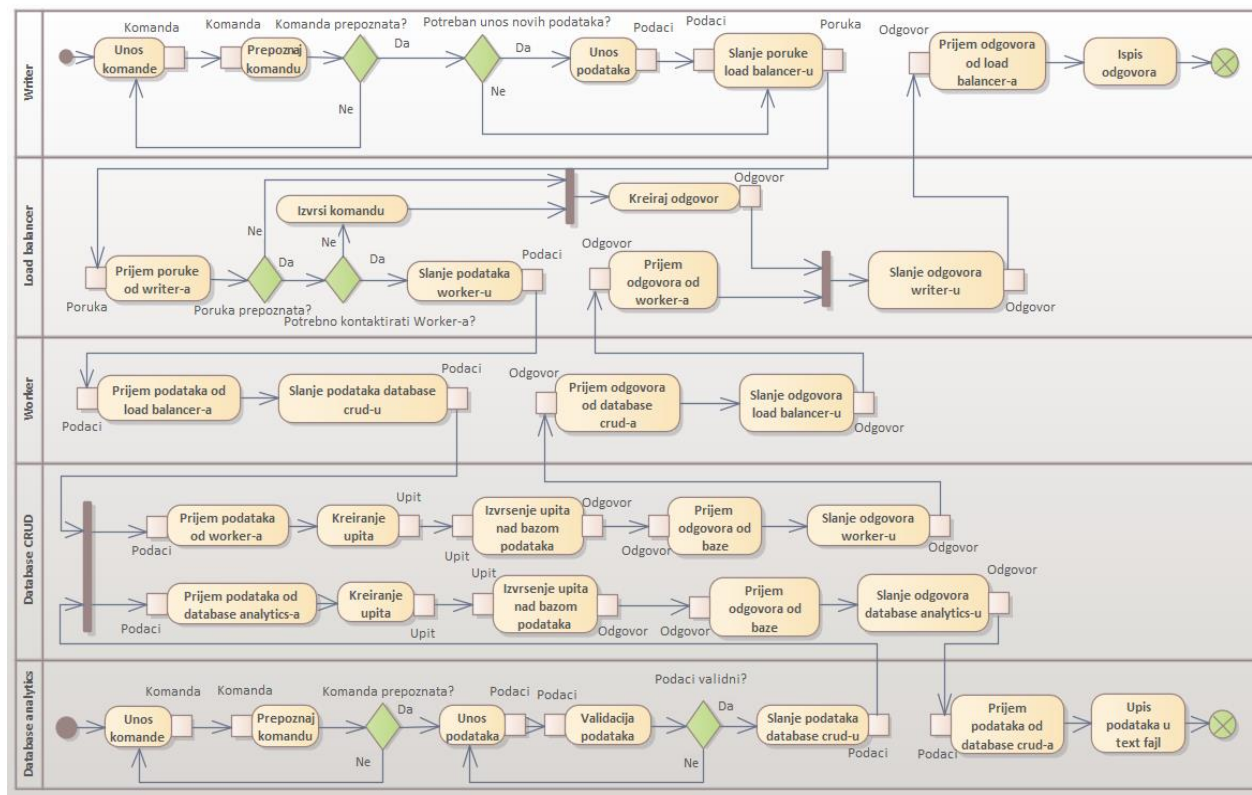 Writer
Komanda
Komanda
Komanda prepoznata?
Potreban unos novih podataka?
Podaci
Podaci
Poruka
Odgovor
Unos
komande
Prepoznaj
komandu
Da
Da
Unos
podataka
Slanje poruke
load balancer-u
Prijem odgovora
od load
balancer-a
Ispis
odgovora
Ne
Ne
Load balancer
Odgovor
Kreiraj odgovor
Izvrsi komandu
Ne
Ne
Odgovor
Podaci
Prijem poruke
od writer-a
Da
Da
Slanje podataka
worker-u
Prijem
odgovora od
worker-a
Slanje odgovora
writer-u
Poruka
Poruka prepoznata?
Potrebno kontaktirati Worker-a?
Odgovor
Worker
Podaci
Odgovor
Prijem podataka od
load balancer-a
Slanje podataka database
crud-u
Prijem odgovora
od database
crud-a
Slanje odgovora
load balancer-u
Podaci
Odgovor
Database CRUD
Upit
Odgovor
Prijem podataka
od worker-a
Kreiranje
upita
Izvrsenje upita
nad bazom
podataka
Prijem
odgovora od
baze
Slanje odgovora
worker-u
Podaci
Upit
Odgovor
Odgovor
Upit
Odgovor
Prijem podataka od
database analytics-a
Kreiranje
upita
Izvrsenje upita
nad bazom
podataka
Prijem
odgovora od
baze
Slanje odgovora
database analytics-u
Podaci
Upit
Odgovor
Odgovor
Database analytics
Komanda
Komanda
Komanda prepoznata?
Podaci
Podaci
Podaci validni?
Unos
komande
Prepoznaj
komandu
Da
Unos
podataka
Validacija
podataka
Da
Slanje podataka
database crud-u
Prijem
podataka od
database crud-a
Upis
podataka u
text fajl
Ne
Ne
Podaci
Podaci